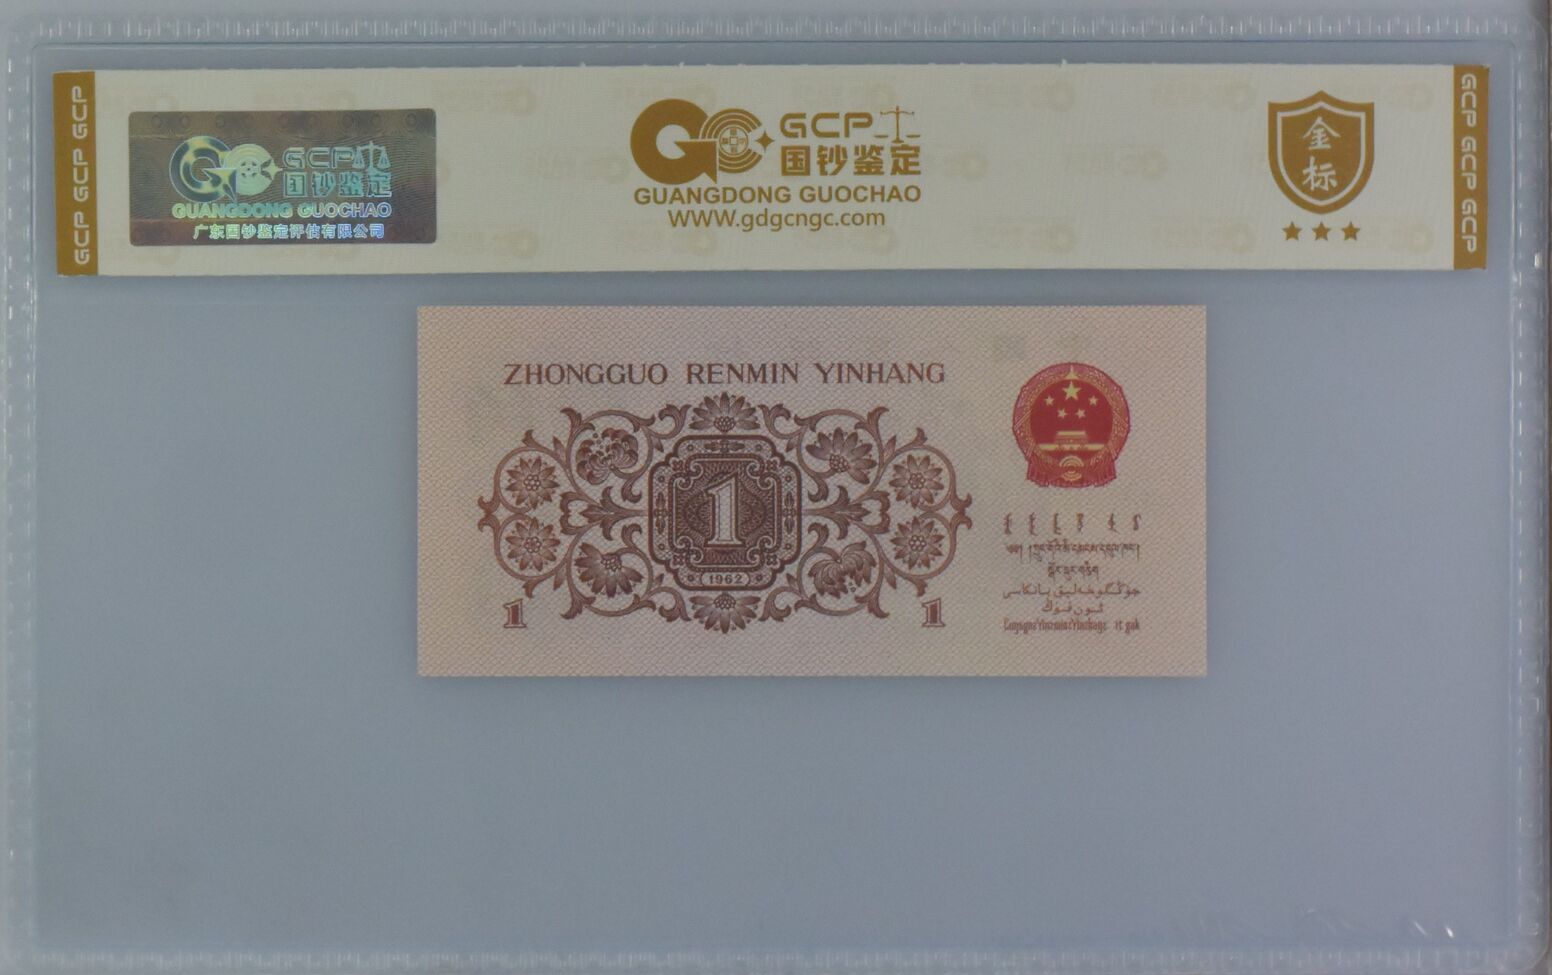 GCP GCP GCP
GCP
国钞鉴定
GUANGDONG GUOCHAO
广东国钞鉴定评估有限公司
GCP
国钞鉴定
GUANGDONG GUOCHAO
WWW.gdgcngc.com
金
标
GCP GCP GCP
ZHONGGUO RENMIN YINHANG
1
1962
1
1